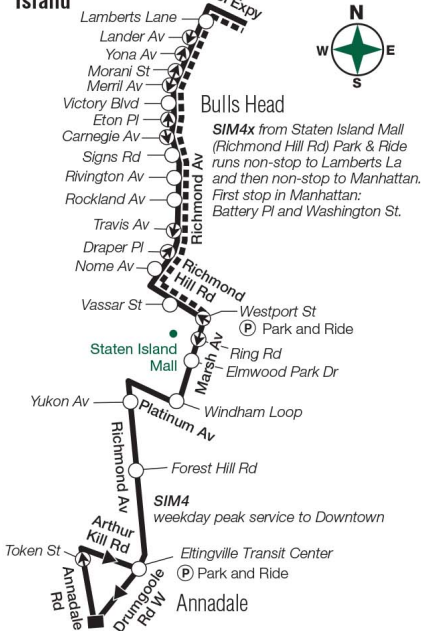 Island
Expy
Lamberts Lane
Lander Av
Yona Av
Morani St
Merril Av
Victory Blvd
Eton Pl
Carnegie Av
Signs Rd
Rivington Av
Rockland Av
Travis Av
Draper Pl
Nome Av
Vassar St
N
W
E
S
Bulls Head
SIM4x from Staten Island Mall
(Richmond Hill Rd) Park & Ride
runs non-stop to Lamberts La
and then non-stop to Manhattan.
First stop in Manhattan:
Battery Pl and Washington St.
Richmond Av
Richmond
Hill Rd
Westport St
P Park and Ride
Staten Island
Mall
Marsh Av
Ring Rd
Elmwood Park Dr
Yukon Av
Platinum Av
Windham Loop
Richmond Av
Forest Hill Rd
SIM4
weekday peak service to Downtown
Arthur
Kill Rd
Token St
Eltingville Transit Center
P Park and Ride
Annadale
Rd
Drumgoole
Rd W
Annadale